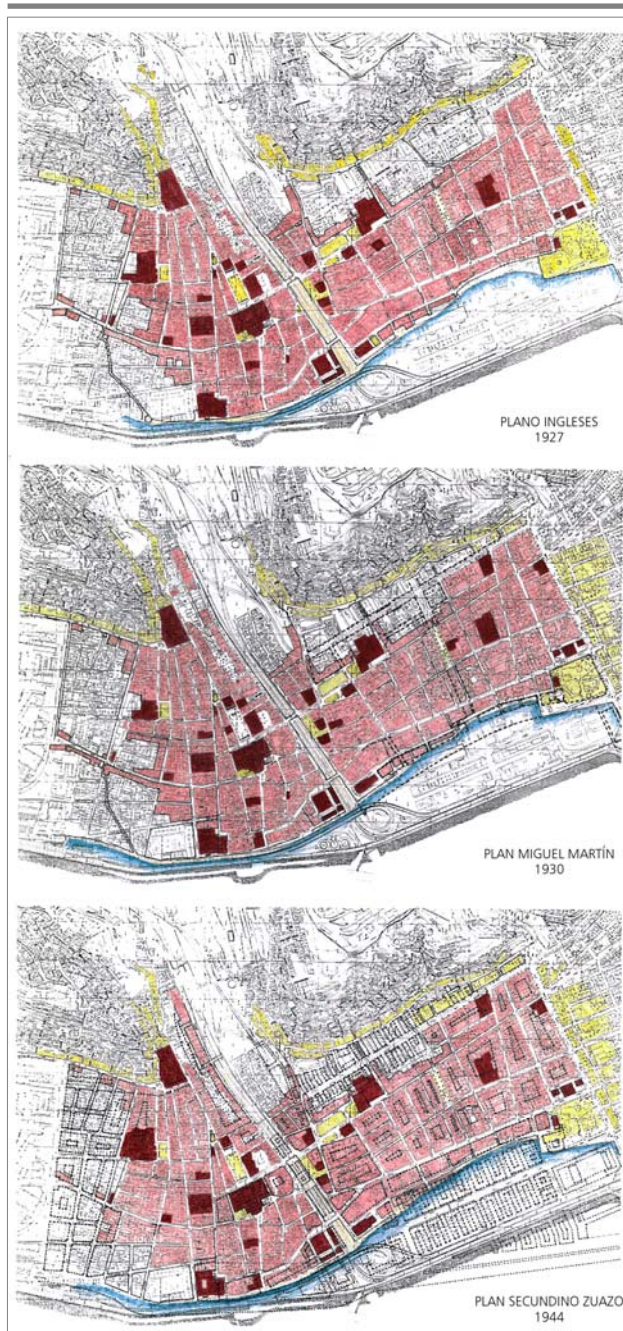 PLANO INGLESES
1927
PLAN MIGUEL MARTÍN
1930
PLAN SECUNDINO ZUAZO
1944